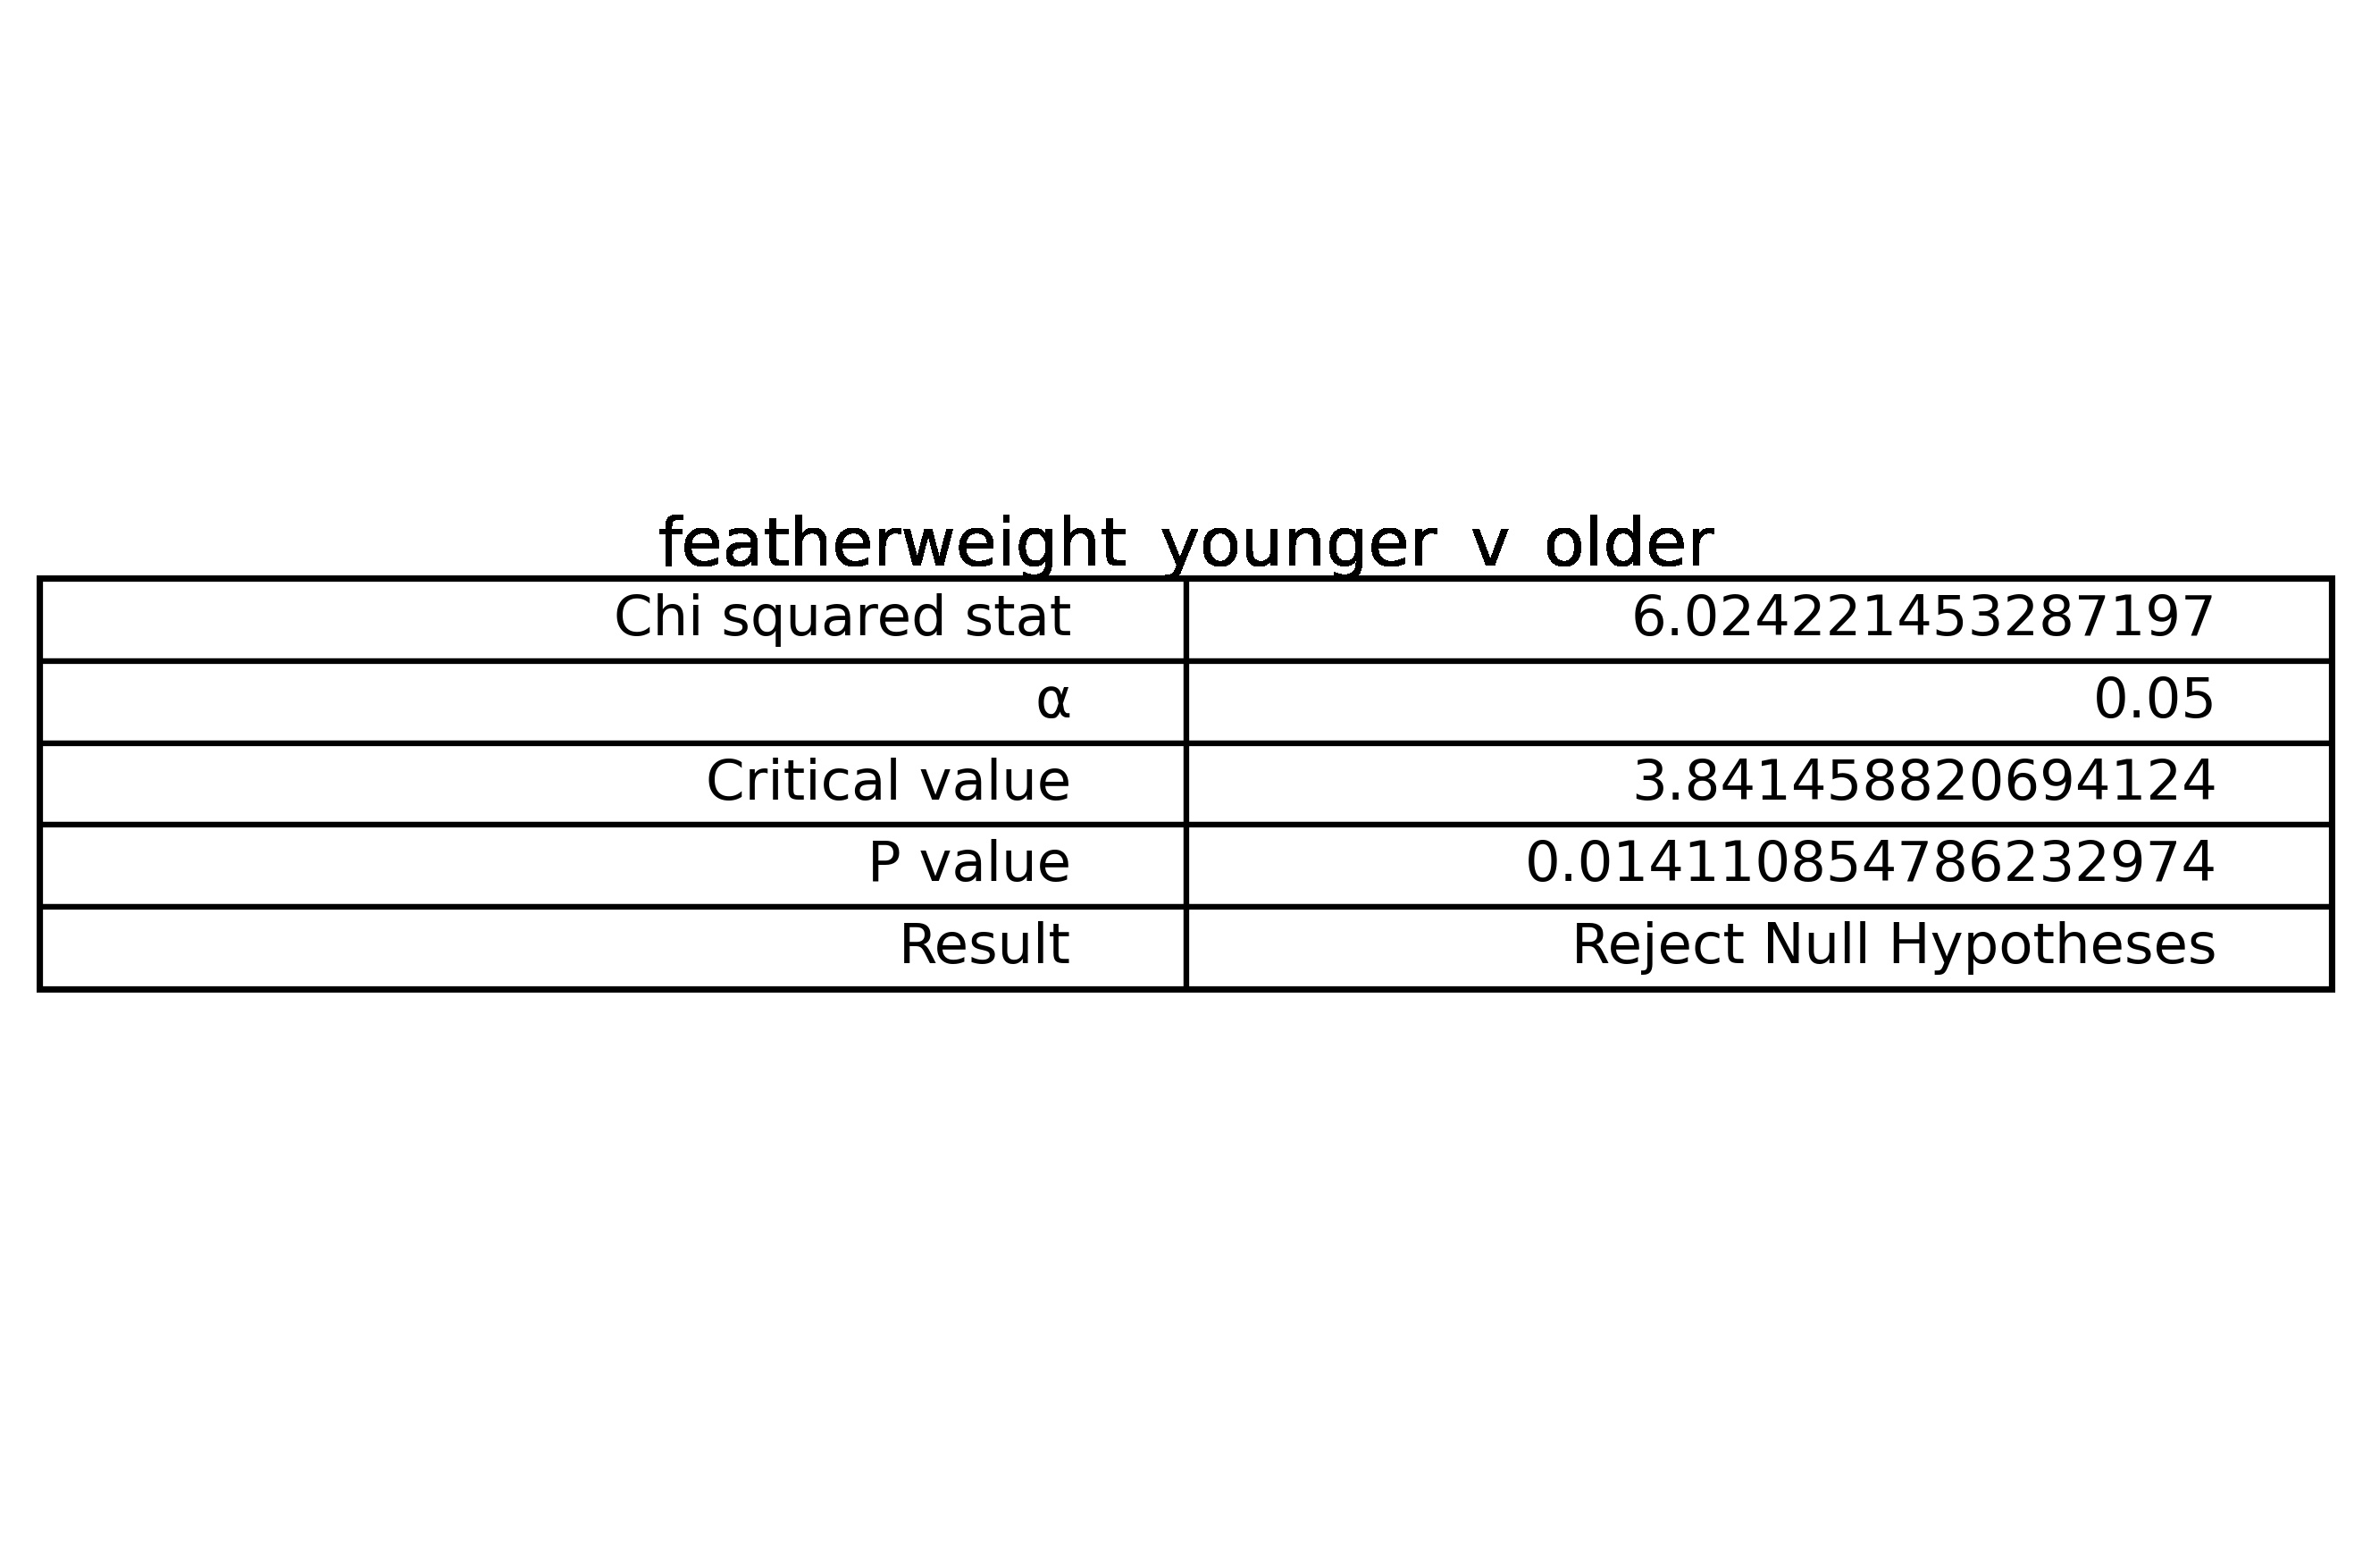 featherweight younger v older
Chi squared stat 6.024221453287197
α 0.05
Critical value 3.841458820694124
P value 0.014110854786232974
Result Reject Null Hypotheses